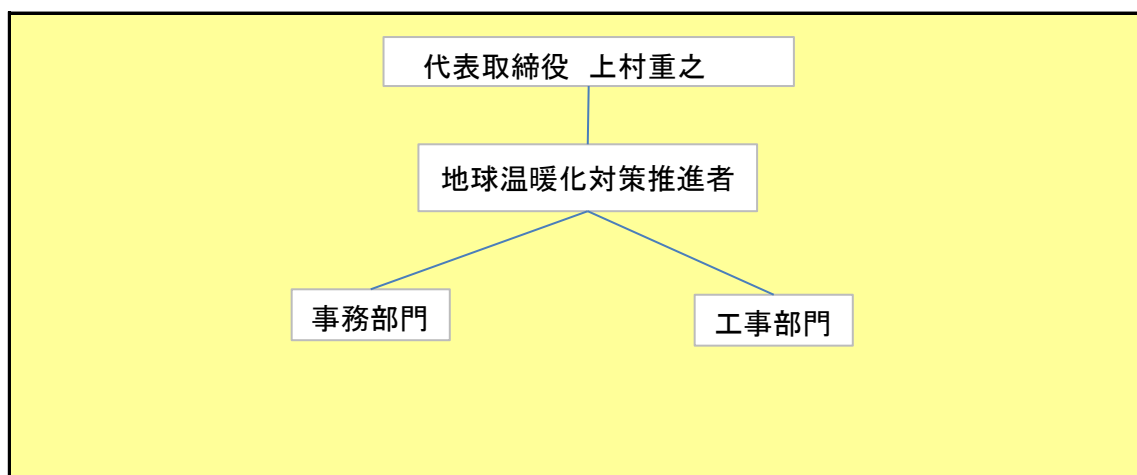 代表取締役 上村重之
地球温暖化対策推進者
事務部門
工事部門